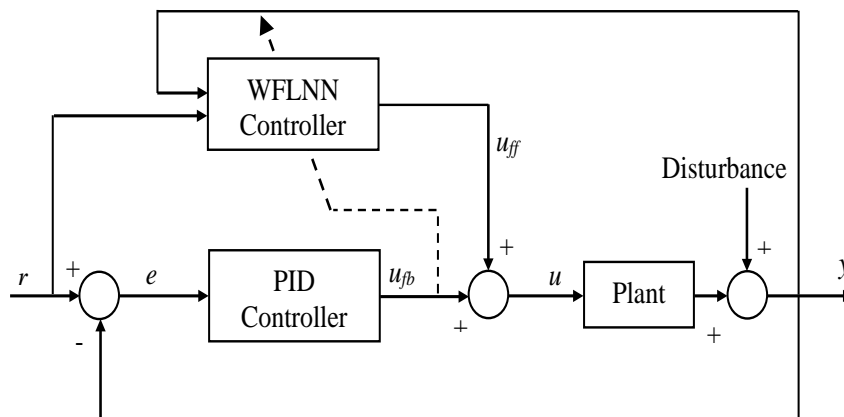 WFLNN
Controller
uff
Disturbance
+
+
r
+
e
PID
Controller
ufb
+
u
Plant
+
y
-